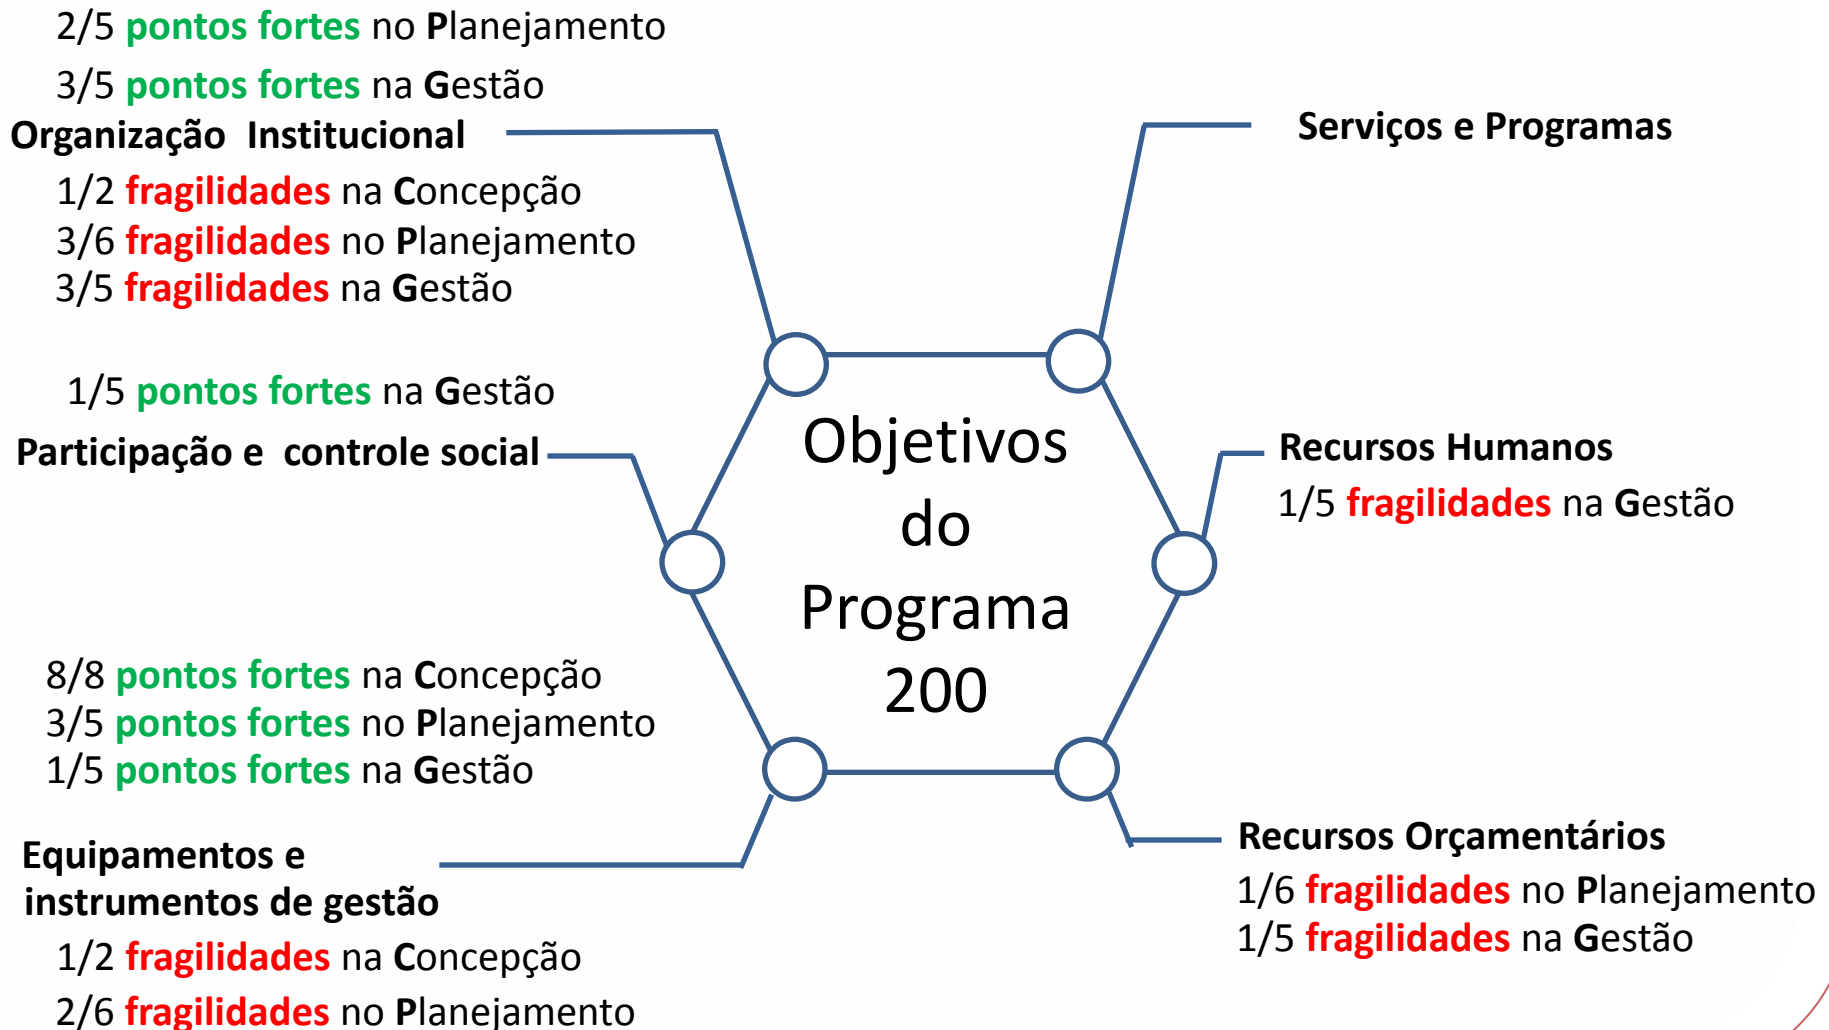 2/5 pontos fortes no Planejamento
3/5 pontos fortes na Gestão
Organização Institucional
1/2 fragilidades na Concepção
3/6 fragilidades no Planejamento
3/5 fragilidades na Gestão
1/5 pontos fortes na Gestão
Participação e controle social
8/8 pontos fortes na Concepção
3/5 pontos fortes no Planejamento
1/5 pontos fortes na Gestão
Equipamentos e
instrumentos de gestão
1/2 fragilidades na Concepção
2/6 fragilidades no Planejamento
Objetivos
do
Programa
200
Serviços e Programas
Recursos Humanos
1/5 fragilidades na Gestão
Recursos Orçamentários
1/6 fragilidades no Planejamento
1/5 fragilidades na Gestão